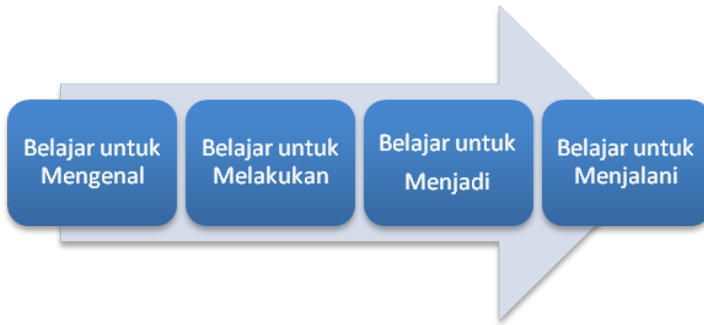 Belajar untuk
Mengenal
Belajar untuk
Melakukan
Belajar untuk
Menjadi
Belajar untuk
Menjalani